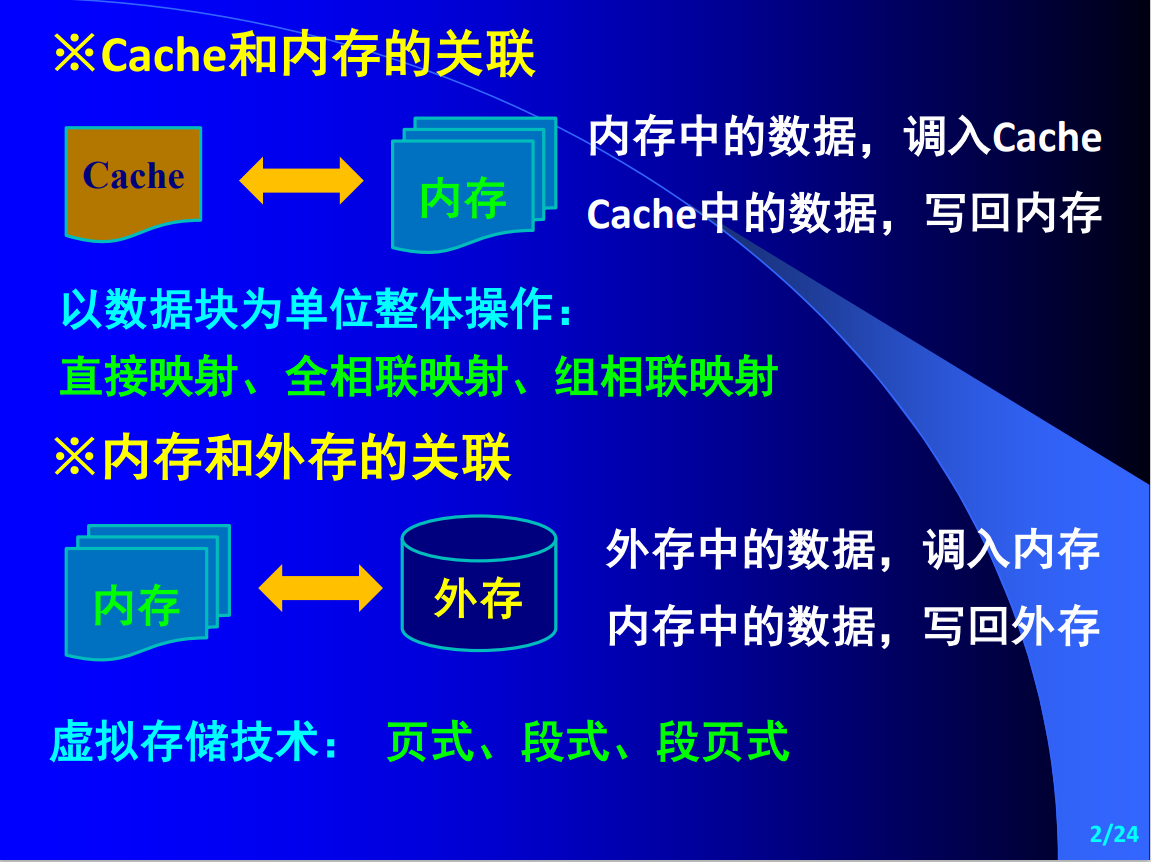 ※Cache和内存的关联
Cache
内存
内存中的数据，调入Cache
Cache中的数据，写回内存
以数据块为单位整体操作：
直接映射、全相联映射、组相联映射
※内存和外存的关联
内存
外存
外存中的数据，调入内存
内存中的数据，写回外存
虚拟存储技术： 页式、段式、段页式
2/24